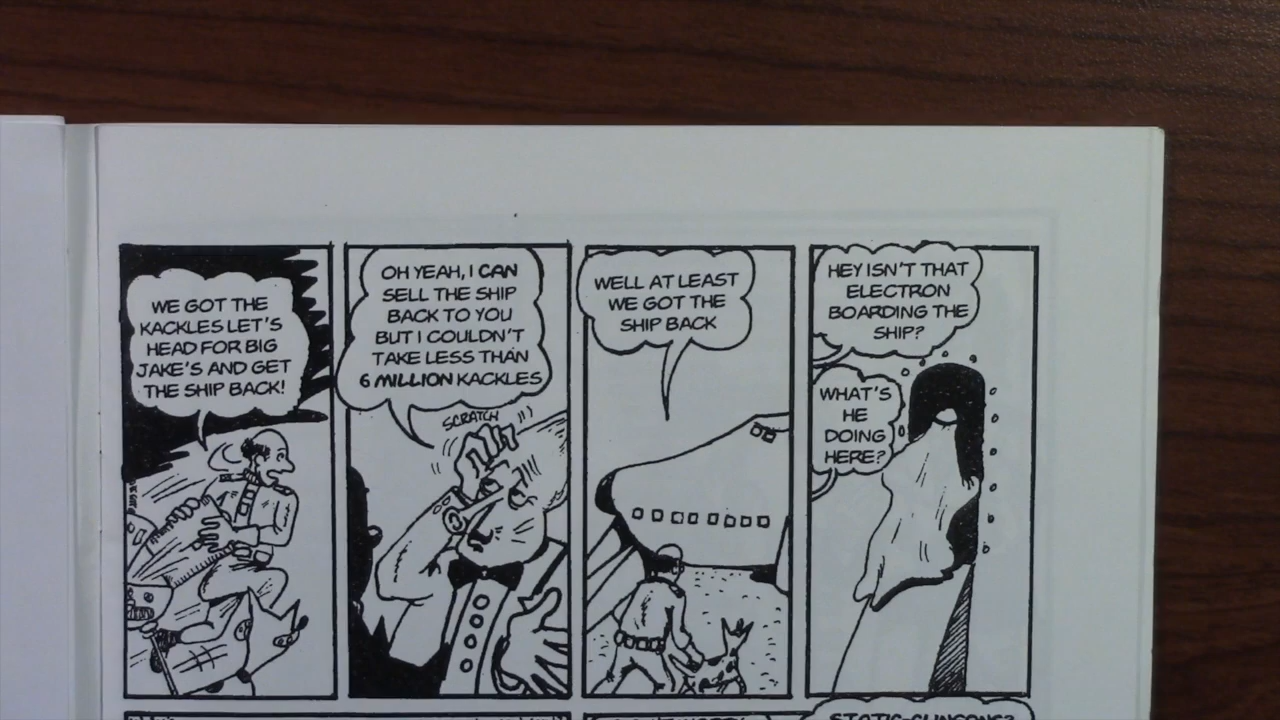 WE GOT THE
KACKLES LET'S
HEAD FOR BIG
JAKE'S AND GET
THE SHIP BACK!
OH YEAH, I CAN
SELL THE SHIP
BACK TO YOU
BUT I COULDN'T
TAKE LESS THAN
6 MILLION KACKLES
SCRATCH
WELL AT LEAST
WE GOT THE
SHIP BACK
HEY ISN'T THAT
ELECTRON
BOARDING THE
SHIP?
WHAT'S
HE
DOING
HERE?